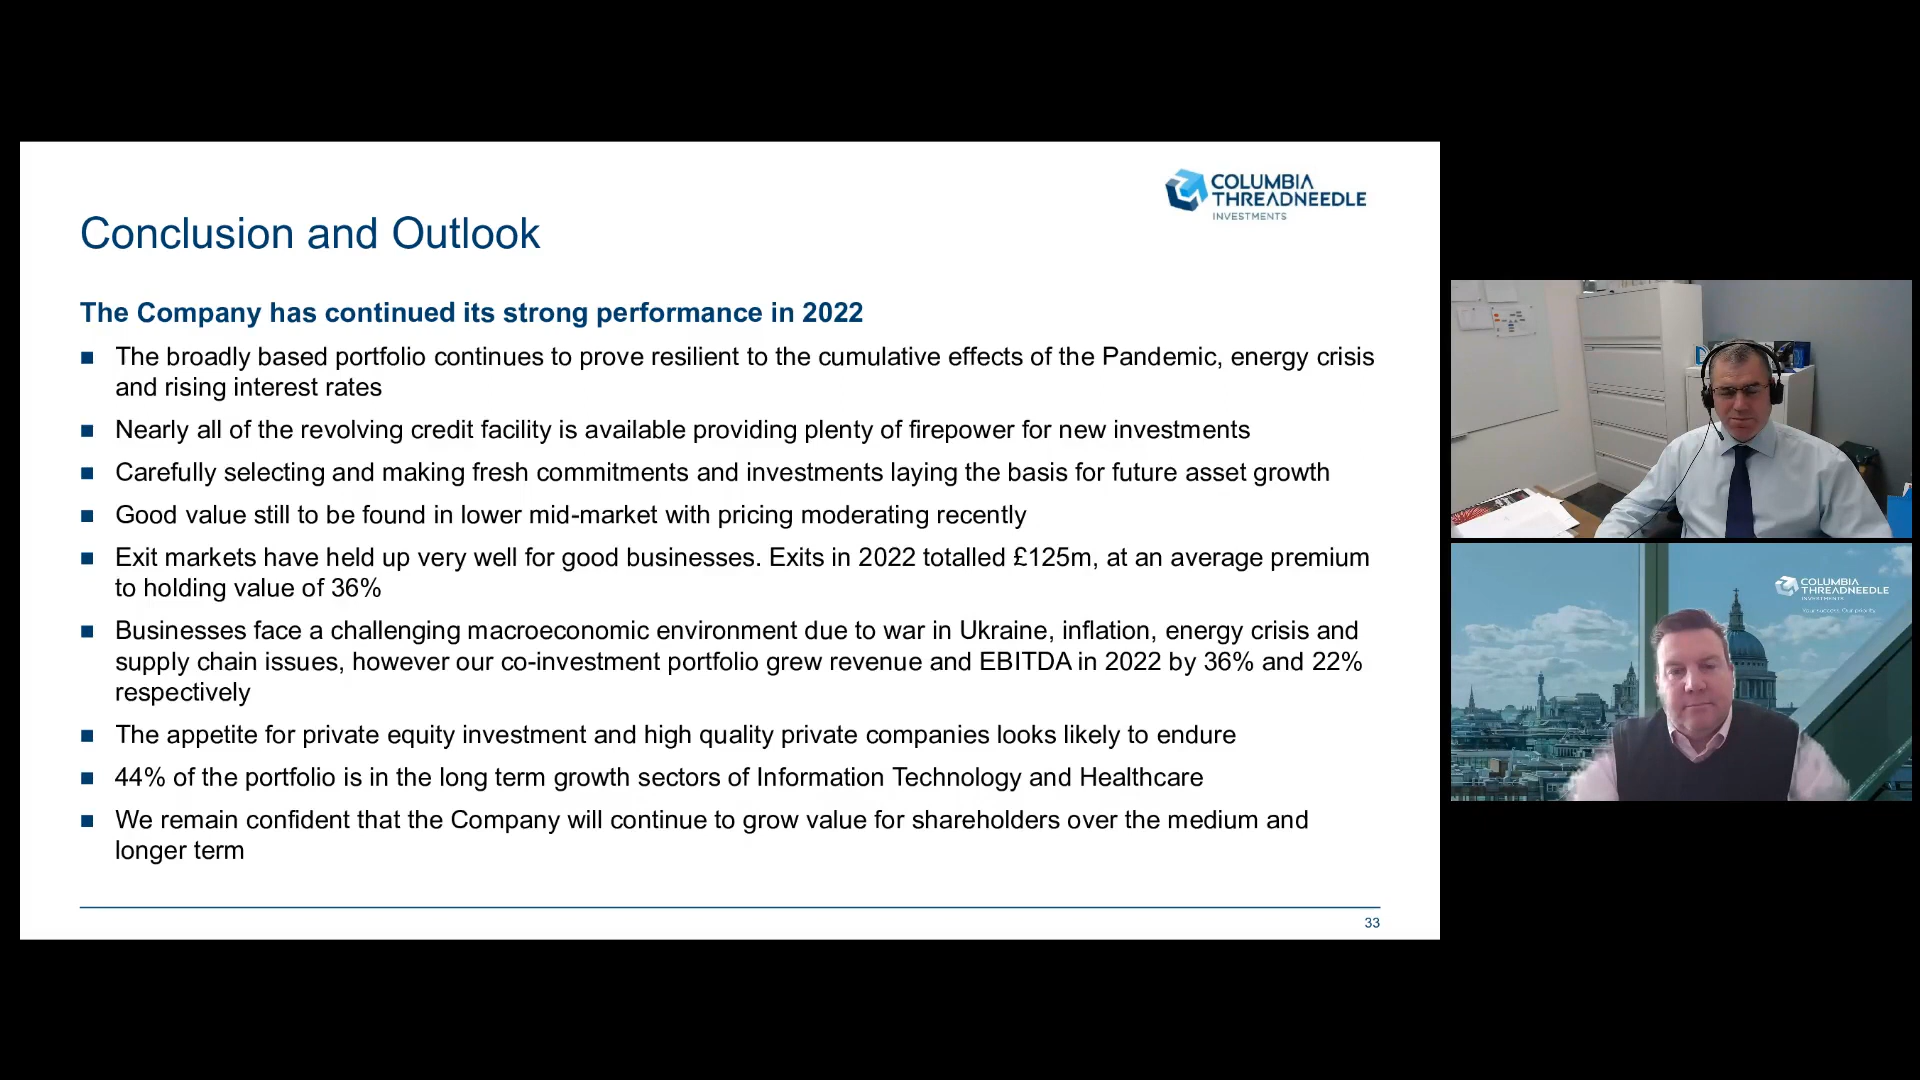 COLUMBIA
THREADNEEDLE
INVESTMENTS
Conclusion and Outlook
The Company has continued its strong performance in 2022
The broadly based portfolio continues to prove resilient to the cumulative effects of the Pandemic, energy crisis
and rising interest rates
Nearly all of the revolving credit facility is available providing plenty of firepower for new investments
Carefully selecting and making fresh commitments and investments laying the basis for future asset growth
Good value still to be found in lower mid-market with pricing moderating recently
Exit markets have held up very well for good businesses. Exits in 2022 totalled £125m, at an average premium
to holding value of 36%
Businesses face a challenging macroeconomic environment due to war in Ukraine, inflation, energy crisis and
supply chain issues, however our co-investment portfolio grew revenue and EBITDA in 2022 by 36% and 22%
respectively
The appetite for private equity investment and high quality private companies looks likely to endure
44% of the portfolio is in the long term growth sectors of Information Technology and Healthcare
We remain confident that the Company will continue to grow value for shareholders over the medium and
longer term
33
COLUMBIA
THREADNEEDLE
INVESTMENTS